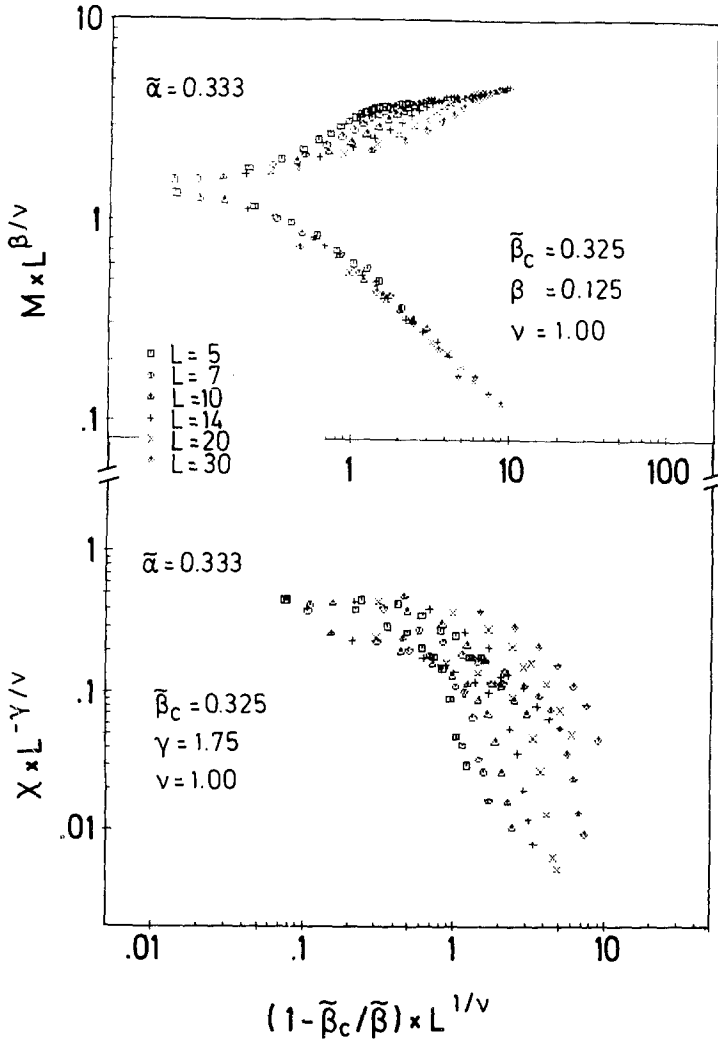 10
α̃ = 0.333
1
M × L^β/ν
β̃c = 0.325
β = 0.125
ν = 1.00
L = 5
L = 7
L = 10
L = 14
L = 20
L = 30
.1
1 10 100
1
α̃ = 0.333
.1
χ × L^-γ/ν
β̃c = 0.325
γ = 1.75
ν = 1.00
.01
.01 .1 1 10
(1-β̃c/β̃) × L^1/ν